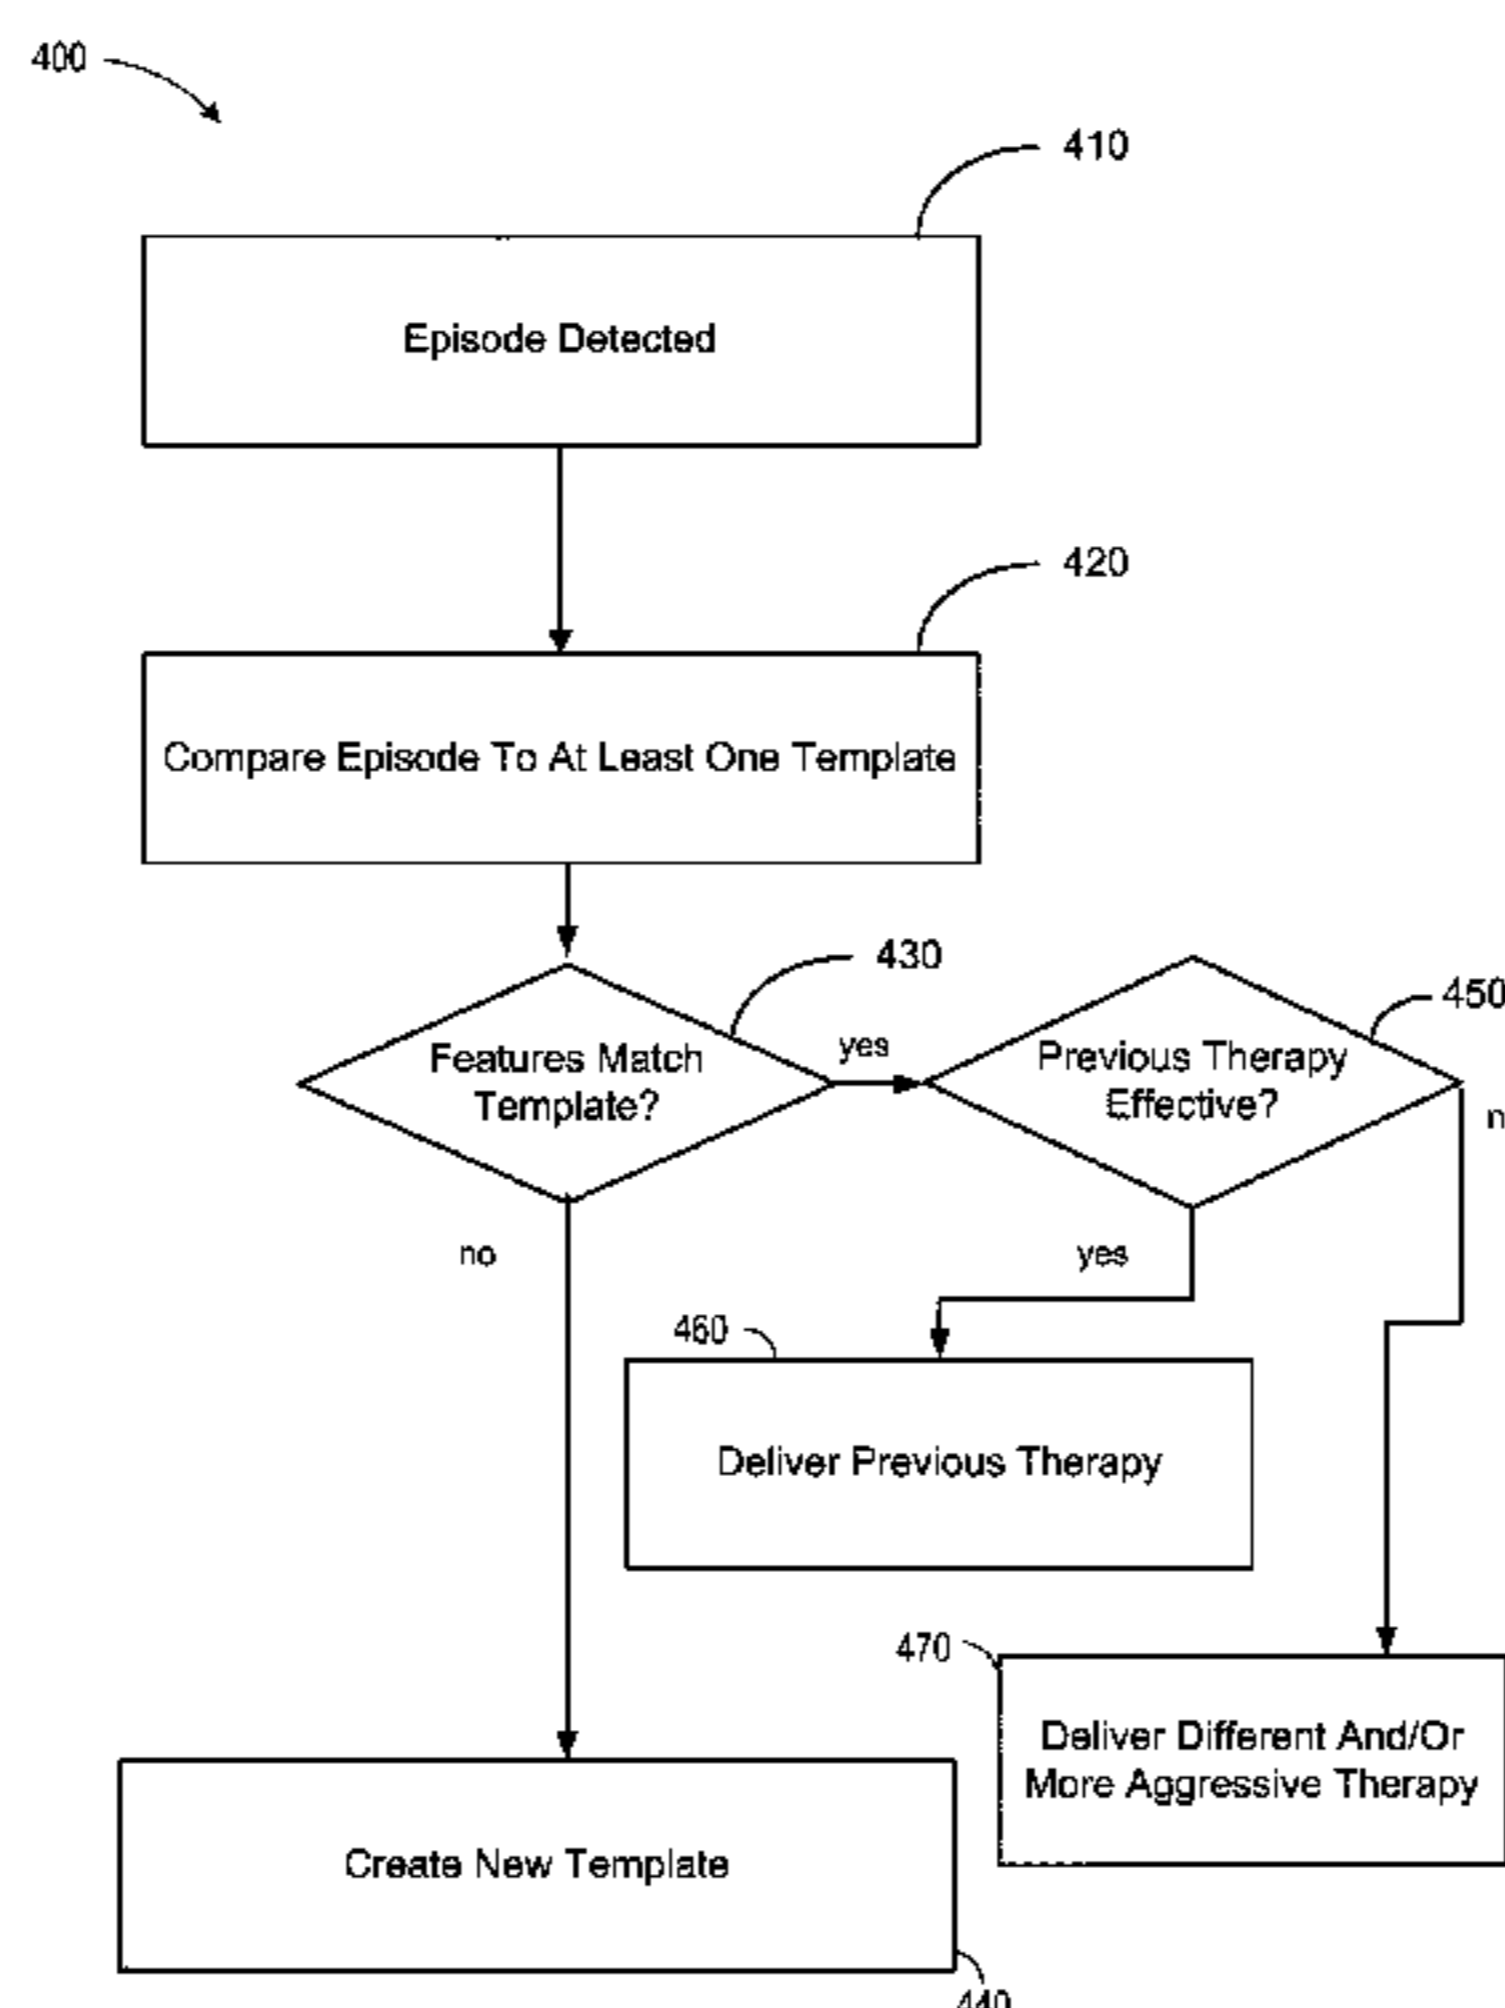 400
410
Episode Detected
420
Compare Episode To At Least One Template
430
450
Features Match
Template?
yes
Previous Therapy
Effective?
no
yes
460
Deliver Previous Therapy
470
Deliver Different And/Or
More Aggressive Therapy
Create New Template
440